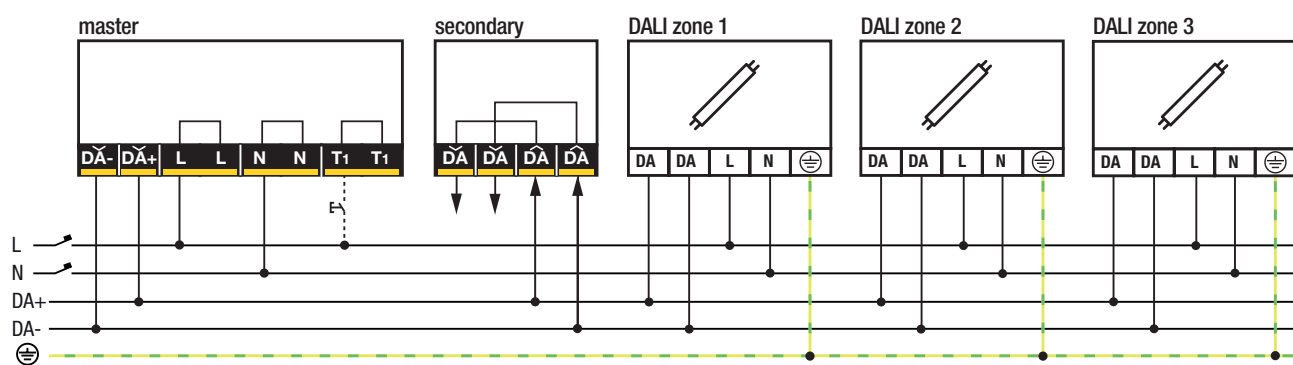 master
secondary
DALI zone 1
DALI zone 2
DALI zone 3
DA- DA+ L L N N T1 T1
DA DA DA DA
DA DA L N
DA DA L N
DA DA L N
L
N
DA+
DA-